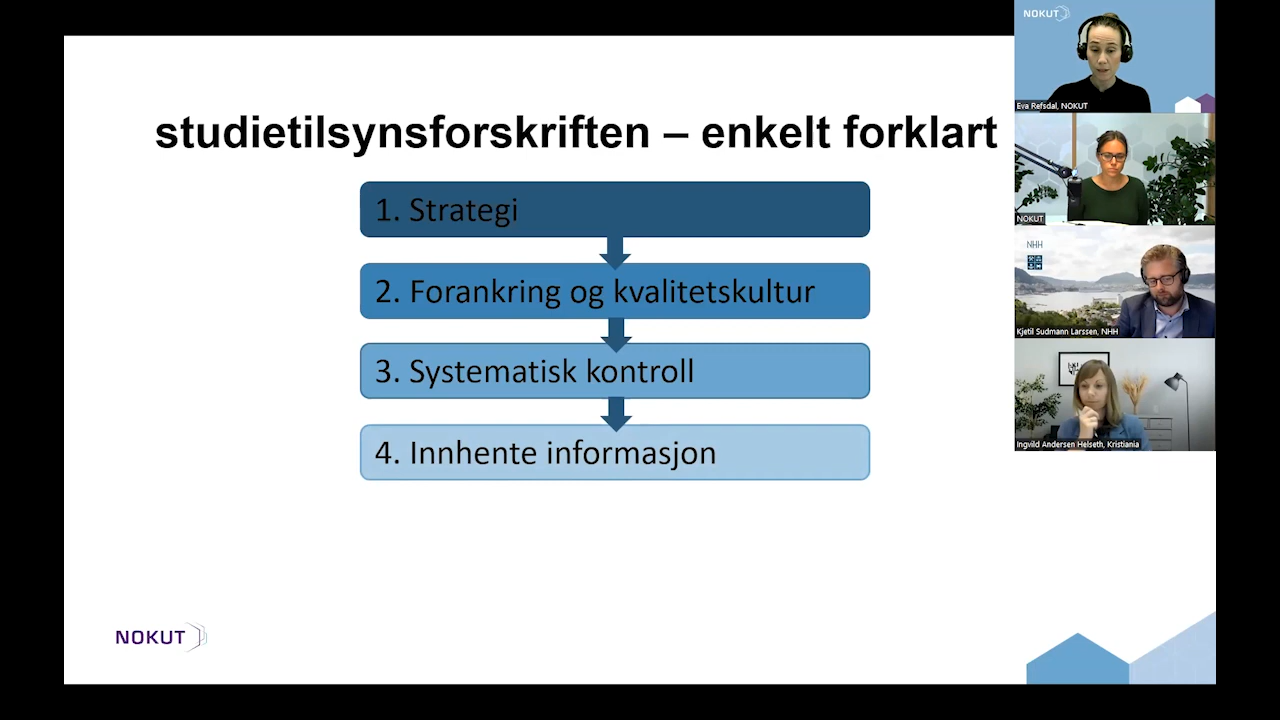 studietilsynsforskriften – enkelt forklart
1. Strategi
2. Forankring og kvalitetskultur
3. Systematisk kontroll
4. Innhente informasjon
NOKUT
NOKUT
Eva Refsdal, NOKUT
NOKUT
NHH
Kjetil Sudmann Larssen, NHH
Ingvild Andersen Helseth, Kristiania